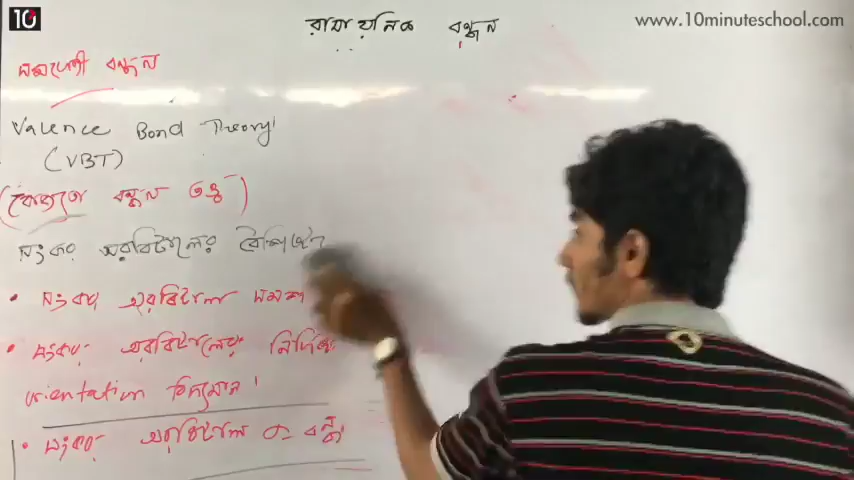 10
www.10minuteschool.com
রাসায়নিক বন্ধন
সমযোজী বন্ধন
Valence Bond Theory
(VBT)
(যোজ্যতা বন্ধন তত্ত্ব)
সংকর অরবিটালের বৈশিষ্ট্য
• সংকর অরবিটাল
• সংকর অরবিটালের নির্দিষ্ট
orientation বিদ্যমান ।
• সংকর অরবিটাল σ- বন্ধন